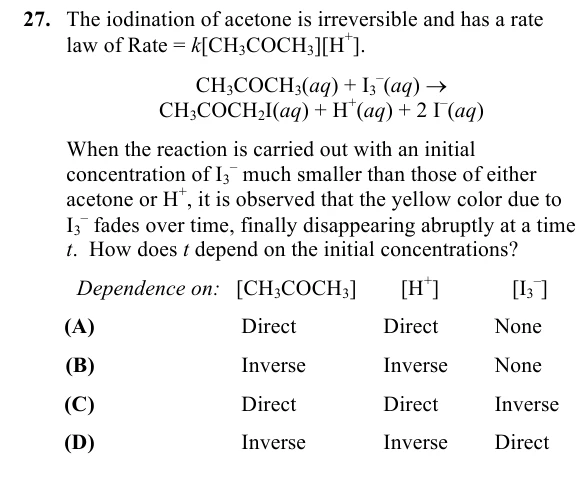 27. The iodination of acetone is irreversible and has a rate
law of Rate = k[CH₃COCH₃][H⁺].
CH₃COCH₃(aq) + I₃⁻(aq) →
CH₃COCH₂I(aq) + H⁺(aq) + 2 I⁻(aq)
When the reaction is carried out with an initial
concentration of I₃⁻ much smaller than those of either
acetone or H⁺, it is observed that the yellow color due to
I₃⁻ fades over time, finally disappearing abruptly at a time
t. How does t depend on the initial concentrations?
Dependence on: [CH₃COCH₃] [H⁺] [I₃⁻]
(A) Direct Direct None
(B) Inverse Inverse None
(C) Direct Direct Inverse
(D) Inverse Inverse Direct